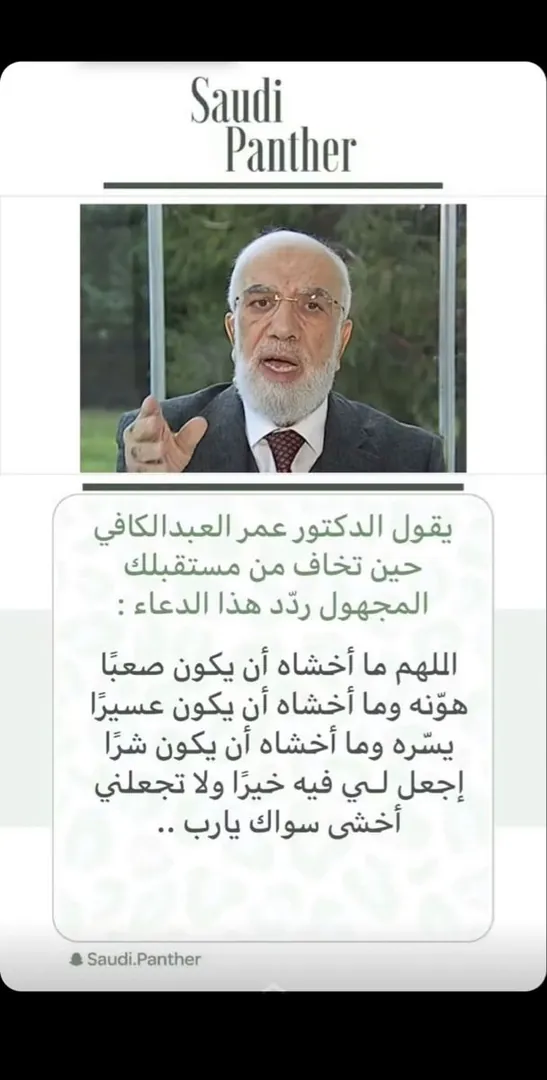 Saudi
Panther
يقول الدكتور عمر العبدالكافي
حين تخاف من مستقبلك
المجهول ردّد هذا الدعاء :
اللهم ما أخشاه أن يكون صعبًا
هوّنه وما أخشاه أن يكون عسيرًا
يسّره وما أخشاه أن يكون شرًا
إجعل لـي فيه خيرًا ولا تجعلني
أخشى سواك يارب ..
Saudi.Panther